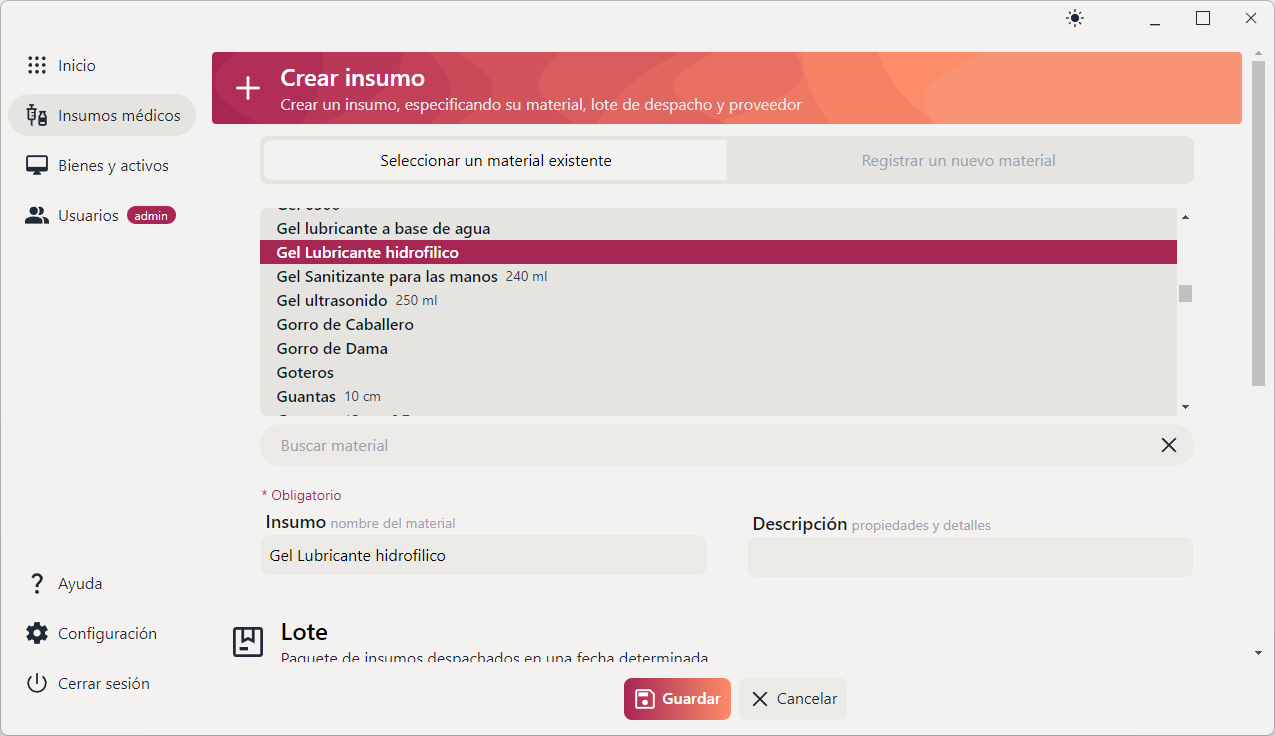 Inicio
Insumos médicos
Bienes y activos
Usuarios admin
Crear insumo
Crear un insumo, especificando su material, lote de despacho y proveedor
Seleccionar un material existente
Registrar un nuevo material
Gel lubricante a base de agua
Gel Lubricante hidrofilico
Gel Sanitizante para las manos 240 ml
Gel ultrasonido 250 ml
Gorro de Caballero
Gorro de Dama
Goteros
Guantas 10 cm
Buscar material
* Obligatorio
Insumo nombre del material
Gel Lubricante hidrofilico
Descripción propiedades y detalles
Lote
Paquete de insumos despachados en una fecha determinada
Ayuda
Configuración
Cerrar sesión
Guardar
Cancelar